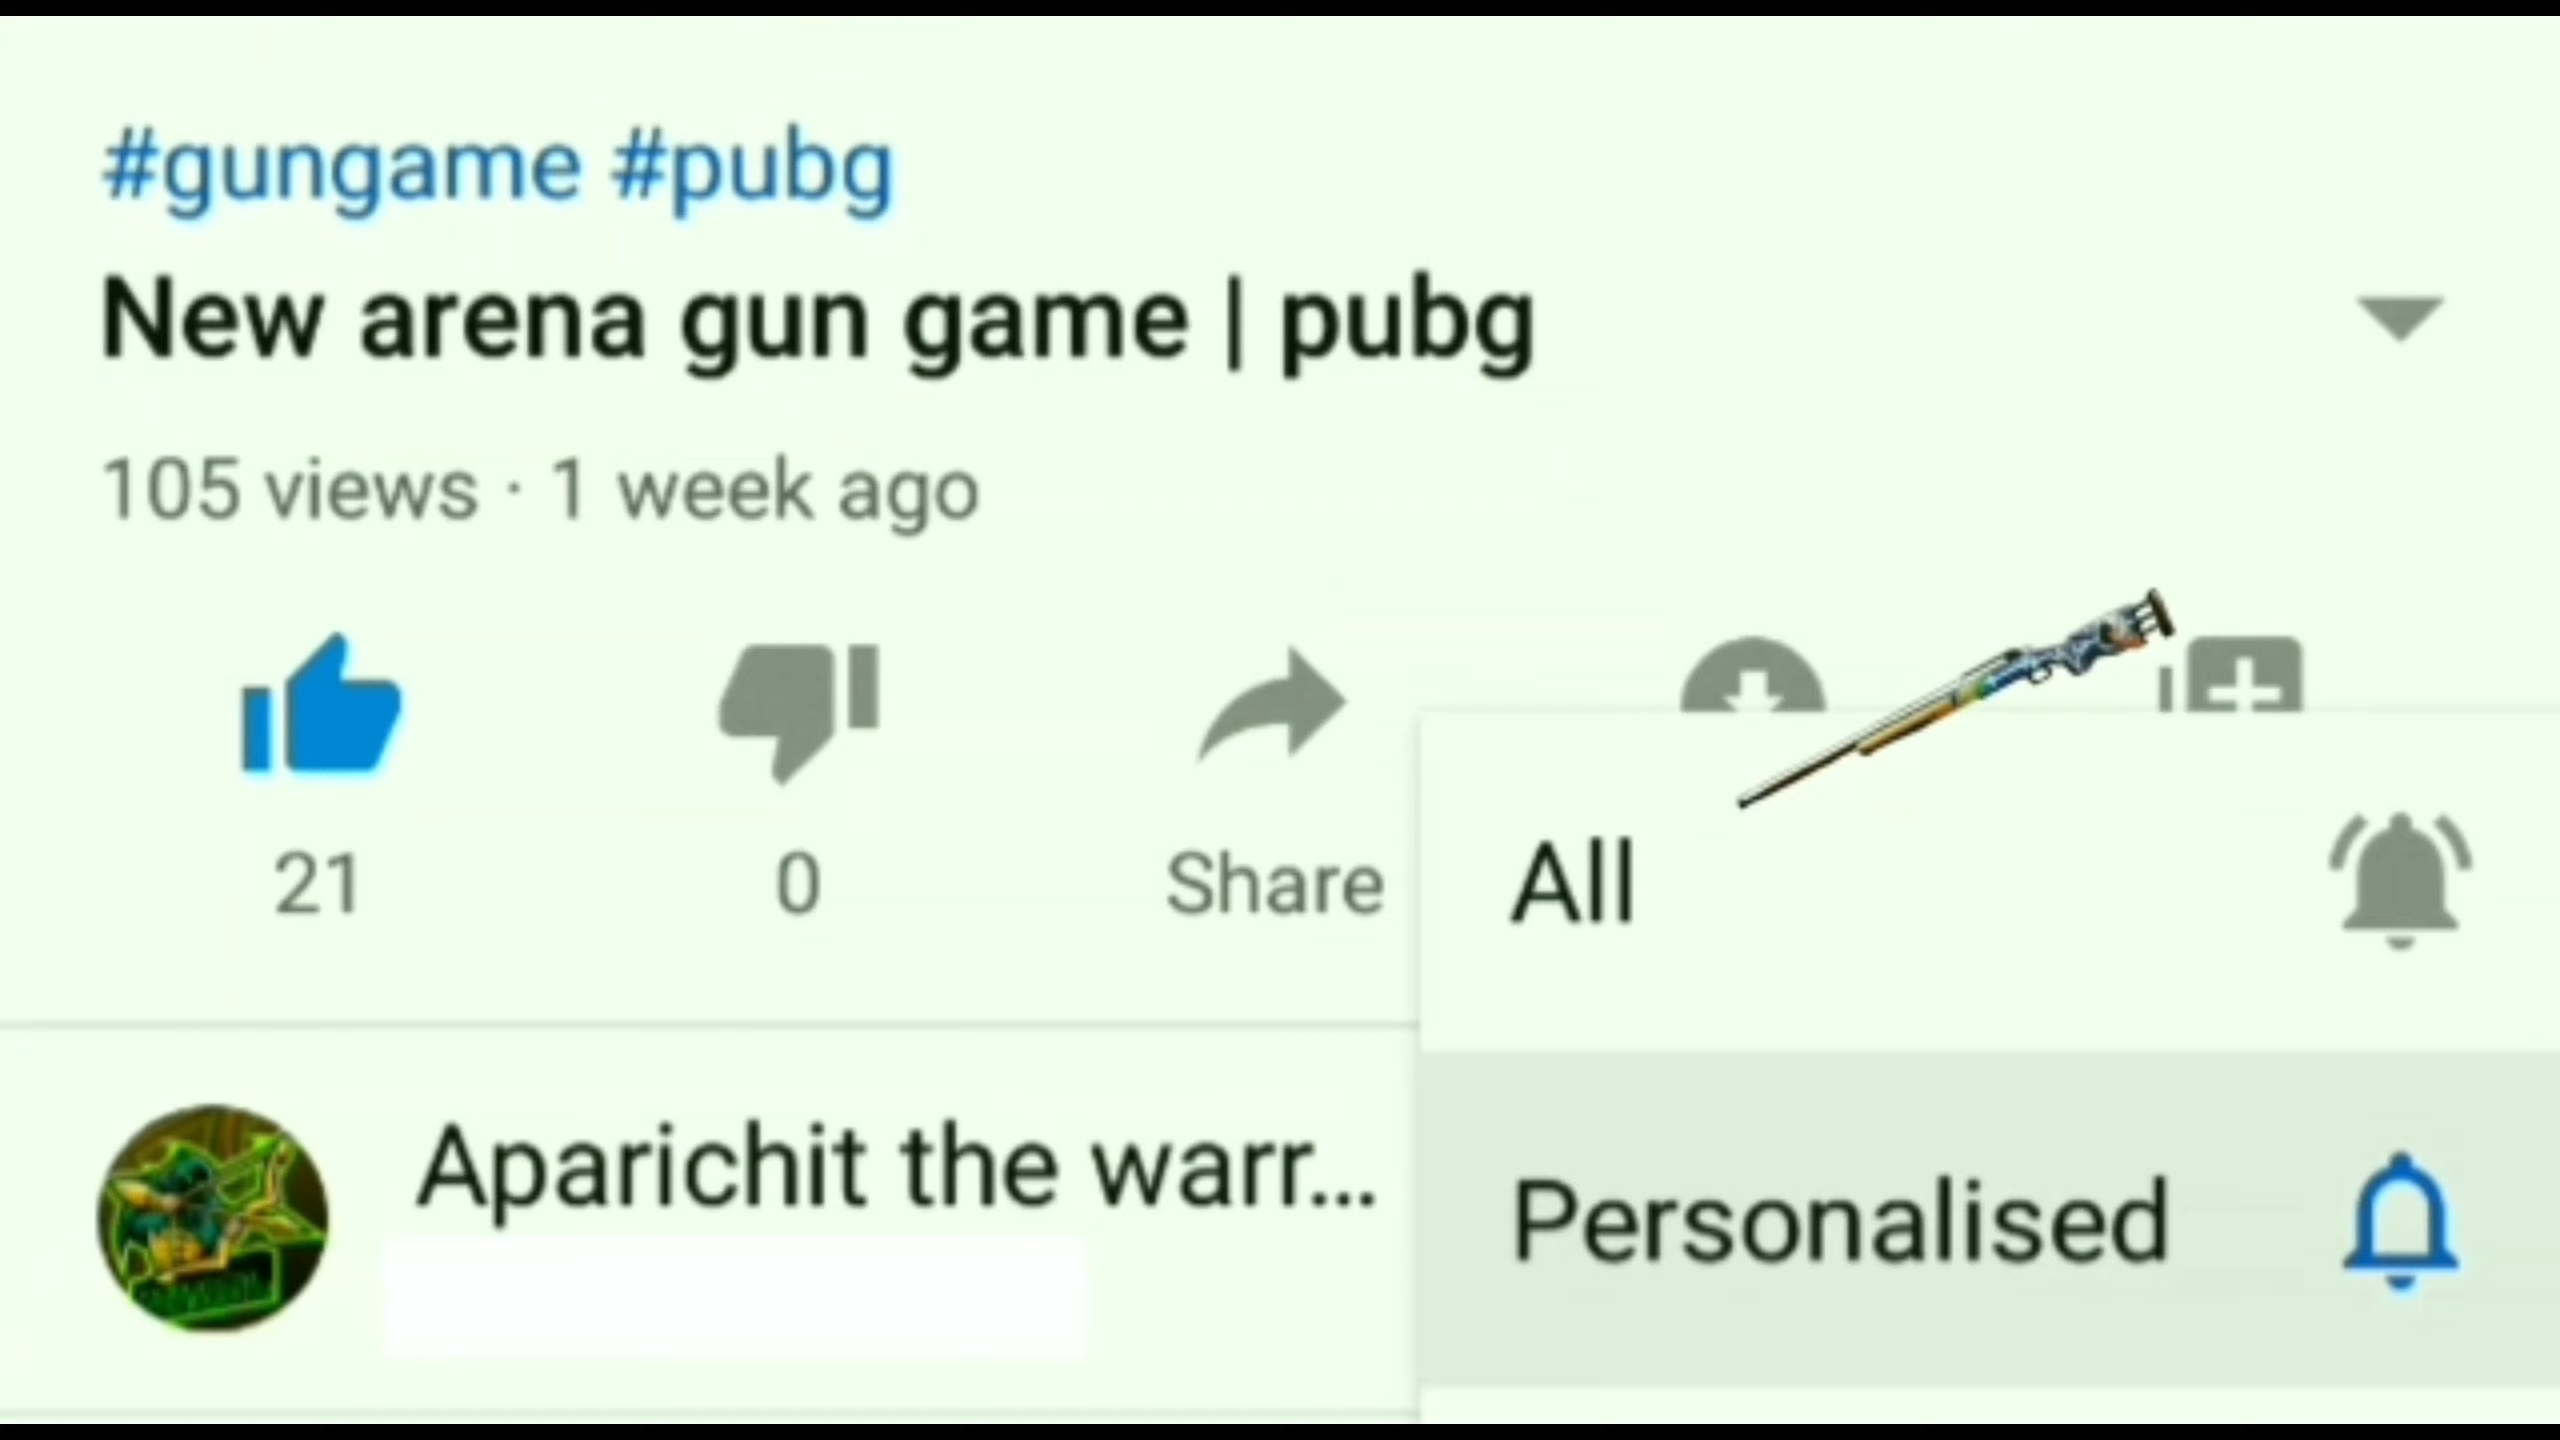 #gungame #pubg
New arena gun game | pubg
105 views · 1 week ago
21
0
Share
All
Aparichit the warr...
Personalised